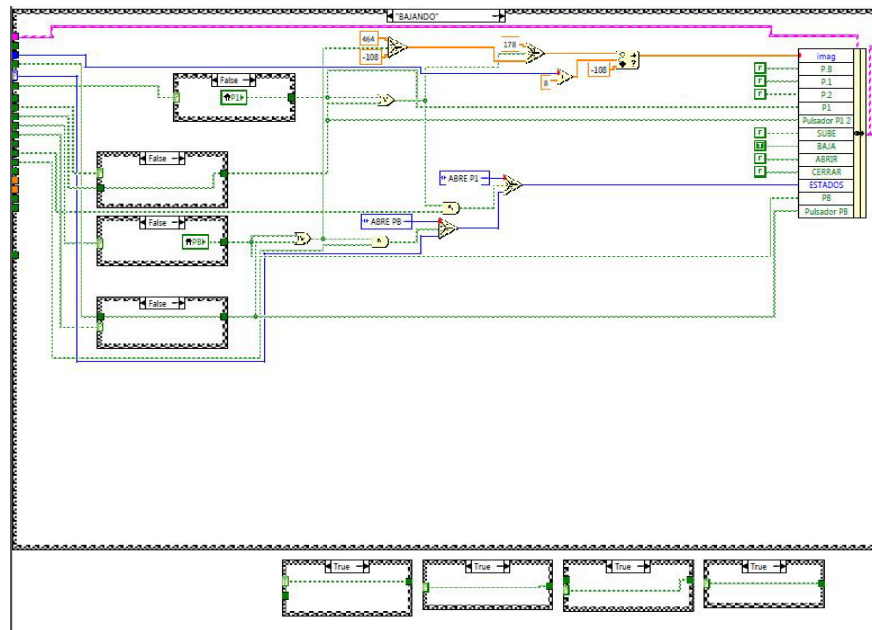 "BAJANDO"
464
-108
178
8
-108
False
P1
False
False
PB
False
ABRE P1
ABRE PB
F
F
F
F
T
F
F
imag
P.B
P.1
P.2
P1
Pulsador P1 2
SUBE
BAJA
ABRIR
CERRAR
ESTADOS
PB
Pulsador PB
True
True
True
True